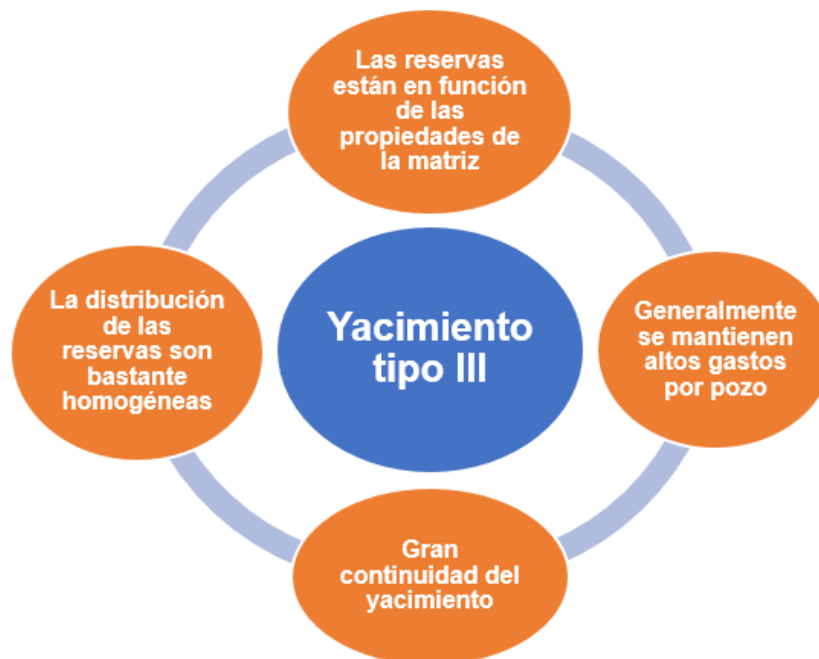 Las reservas
están en función
de las
propiedades de
la matriz
La distribución
de las
reservas son
bastante
homogéneas
Yacimiento
tipo III
Generalmente
se mantienen
altos gastos
por pozo
Gran
continuidad del
yacimiento